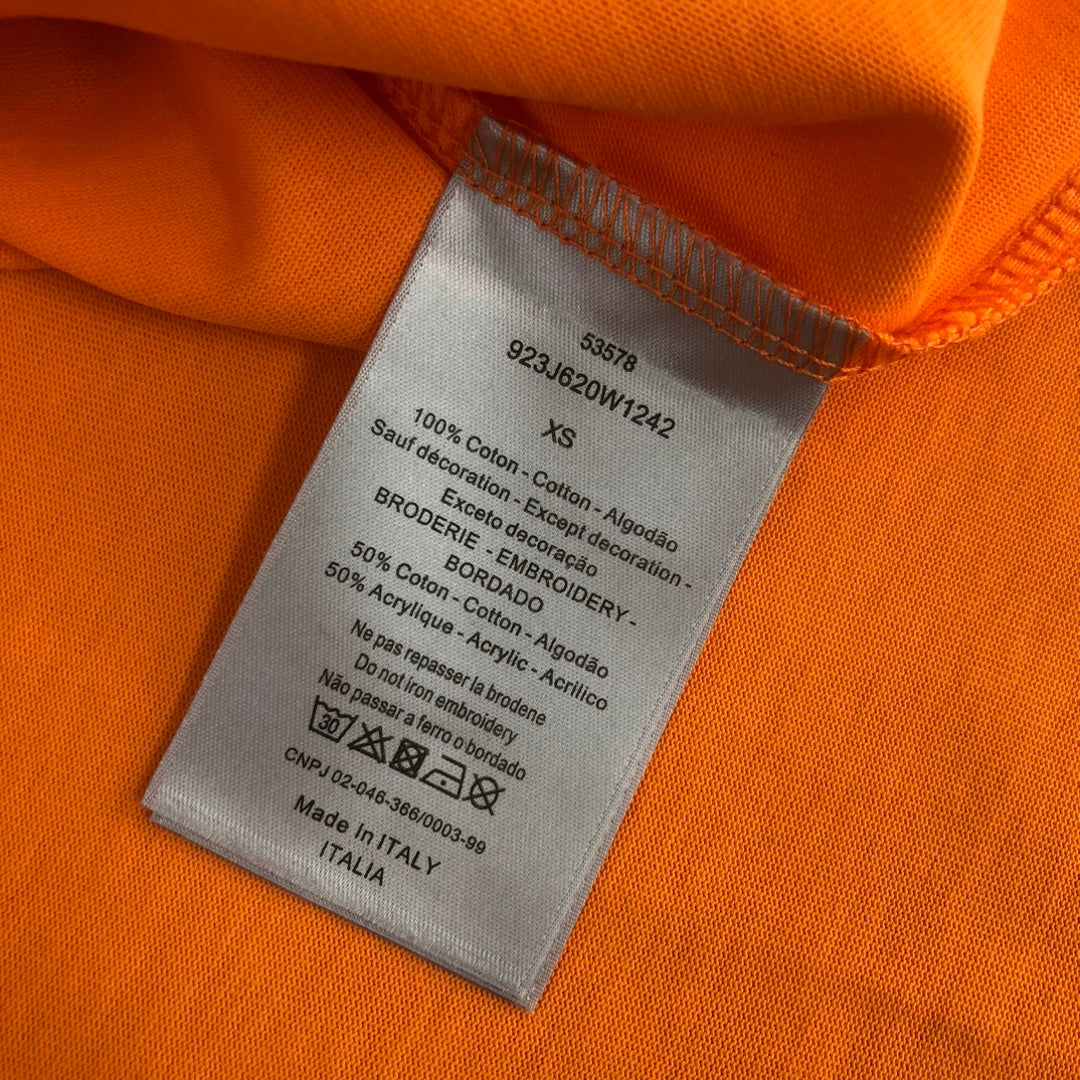 53578
923J620W1242
XS
100% Coton - Cotton - Algodão
Sauf décoration - Except decoration -
Exceto decoração
BRODERIE - EMBROIDERY -
BORDADO
50% Coton - Cotton - Algodão
50% Acrylique - Acrylic - Acrilico
Ne pas repasser la brodene
Do not iron embroidery
Não passar a ferro o bordado
30
CNPJ 02-046-366/0003-99
Made In ITALY
ITALIA